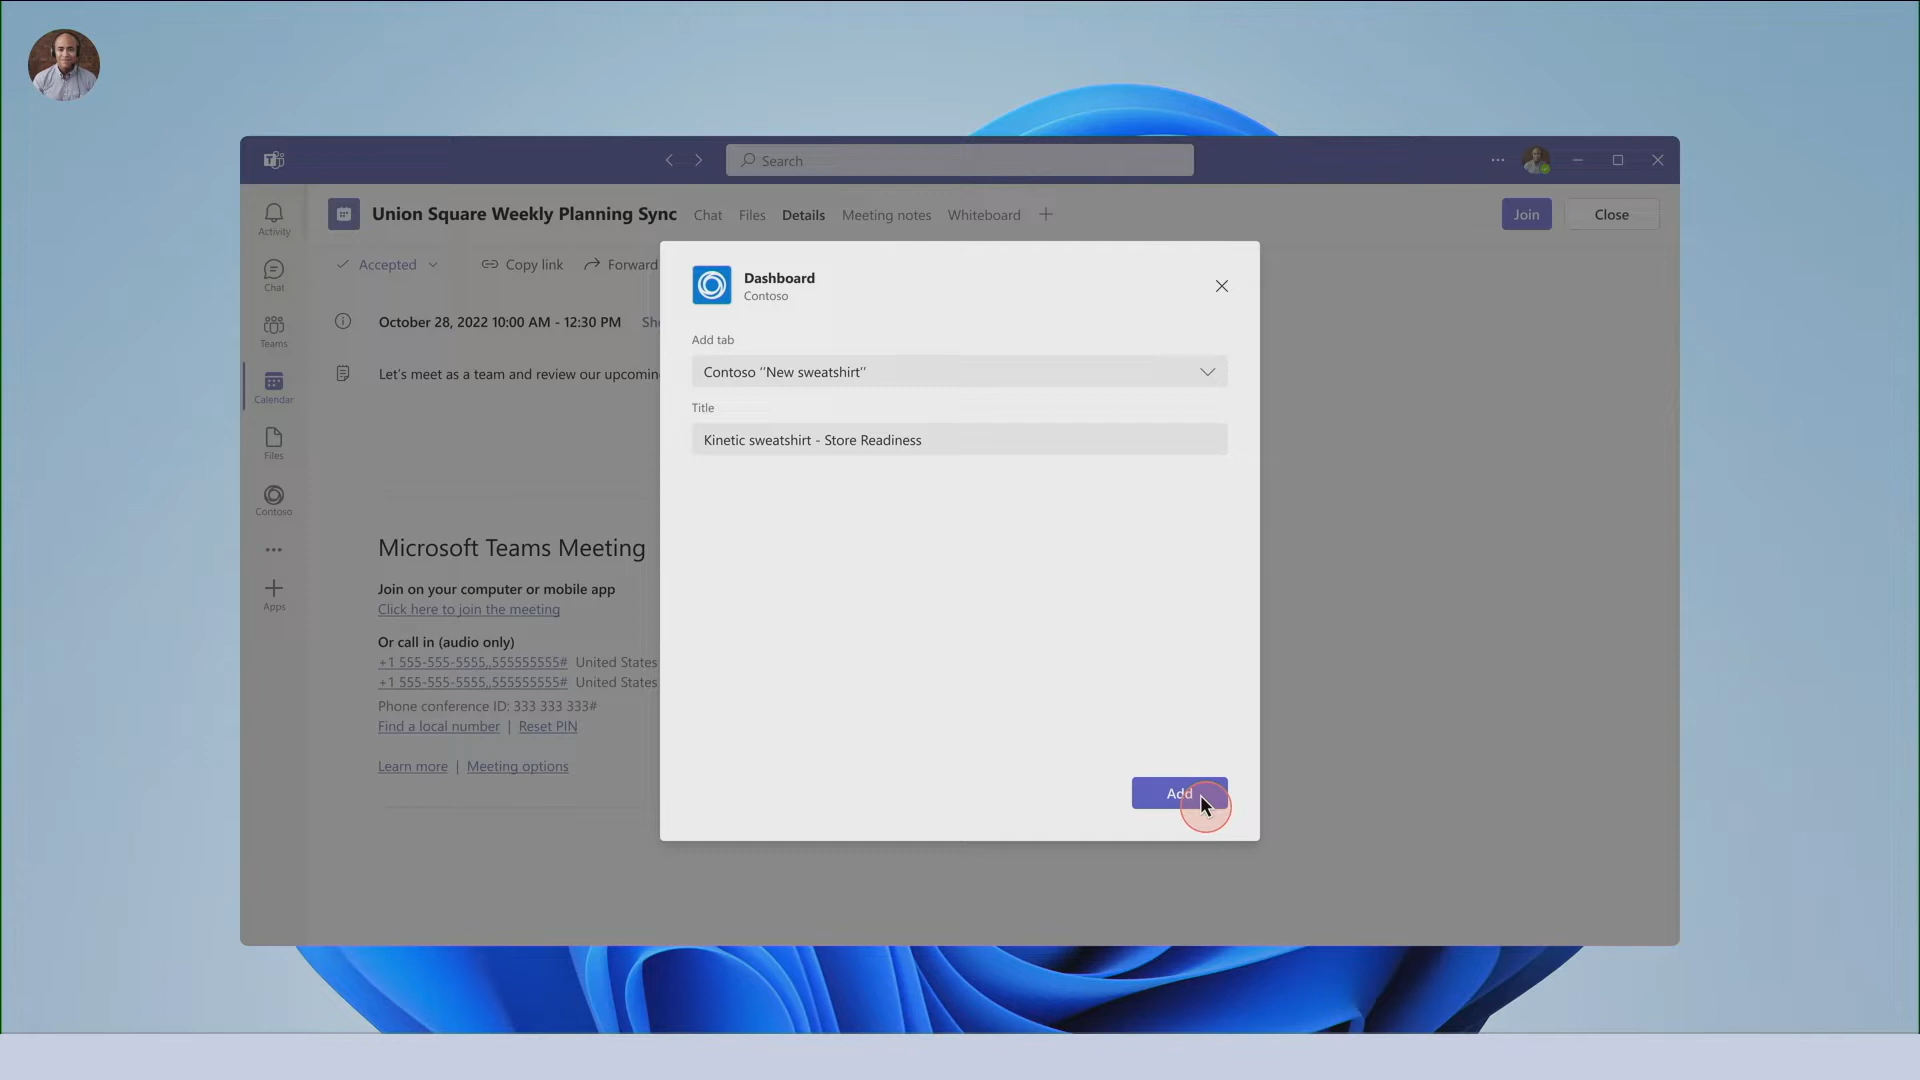 Search
Activity
Chat
Teams
Calendar
Files
Contoso
Apps
Union Square Weekly Planning Sync
Chat
Files
Details
Meeting notes
Whiteboard
Join
Close
Accepted
Copy link
Forward
October 28, 2022 10:00 AM - 12:30 PM
Let's meet as a team and review our upcoming
Microsoft Teams Meeting
Join on your computer or mobile app
Click here to join the meeting
Or call in (audio only)
+1 555-555-5555,,555555555# United States
+1 555-555-5555,,555555555# United States
Phone conference ID: 333 333 333#
Find a local number | Reset PIN
Learn more | Meeting options
Dashboard
Contoso
Add tab
Contoso "New sweatshirt"
Title
Kinetic sweatshirt - Store Readiness
Add